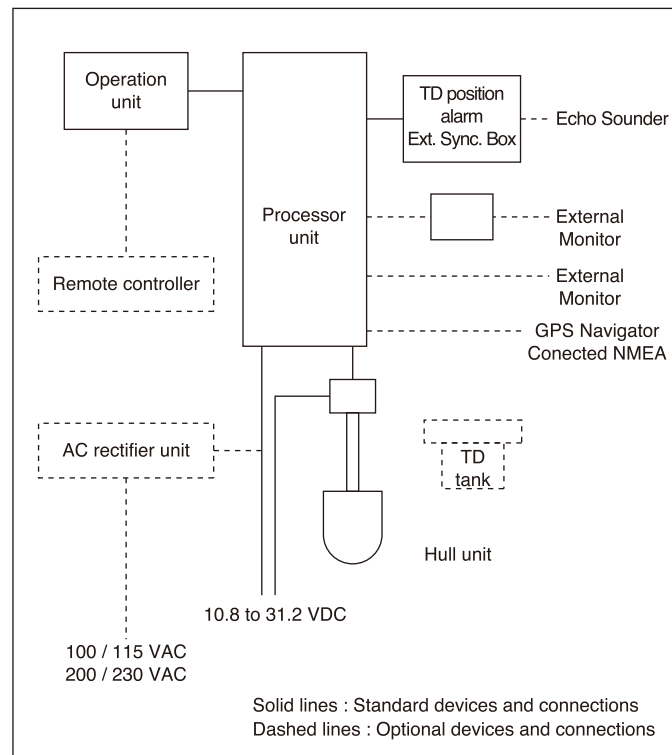 Operation
unit
TD position
alarm
Ext. Sync. Box
Echo Sounder
Processor
unit
External
Monitor
Remote controller
External
Monitor
GPS Navigator
Conected NMEA
AC rectifier unit
TD
tank
Hull unit
10.8 to 31.2 VDC
100 / 115 VAC
200 / 230 VAC
Solid lines : Standard devices and connections
Dashed lines : Optional devices and connections